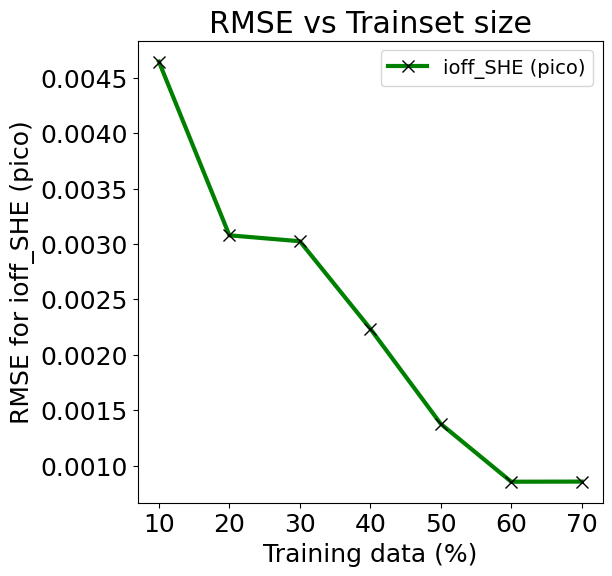 RMSE vs Trainset size
ioff_SHE (pico)
RMSE for ioff_SHE (pico)
0.0045
0.0040
0.0035
0.0030
0.0025
0.0020
0.0015
0.0010
10 20 30 40 50 60 70
Training data (%)